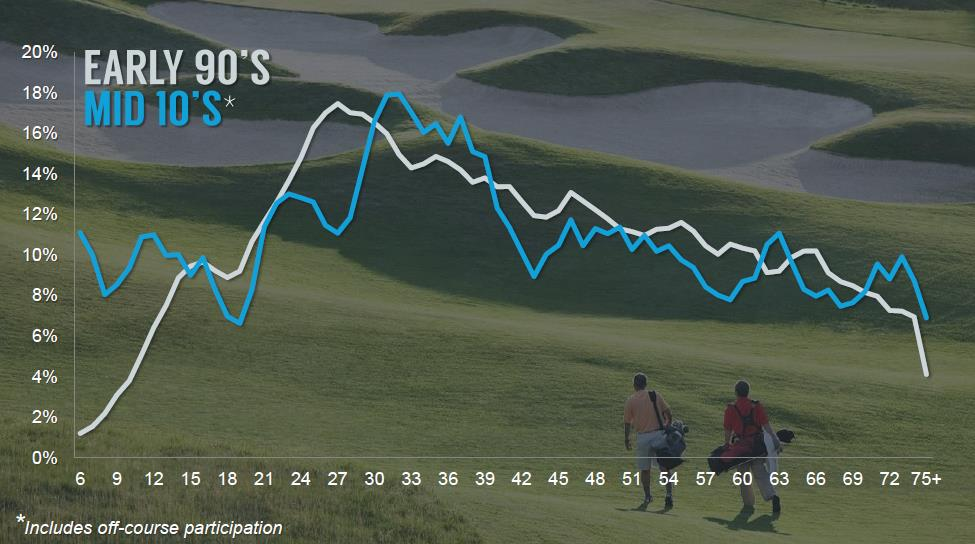 EARLY 90'S
MID 10'S*
20%
18%
16%
14%
12%
10%
8%
6%
4%
2%
0%
6 9 12 15 18 21 24 27 30 33 36 39 42 45 48 51 54 57 60 63 66 69 72 75+
*Includes off-course participation